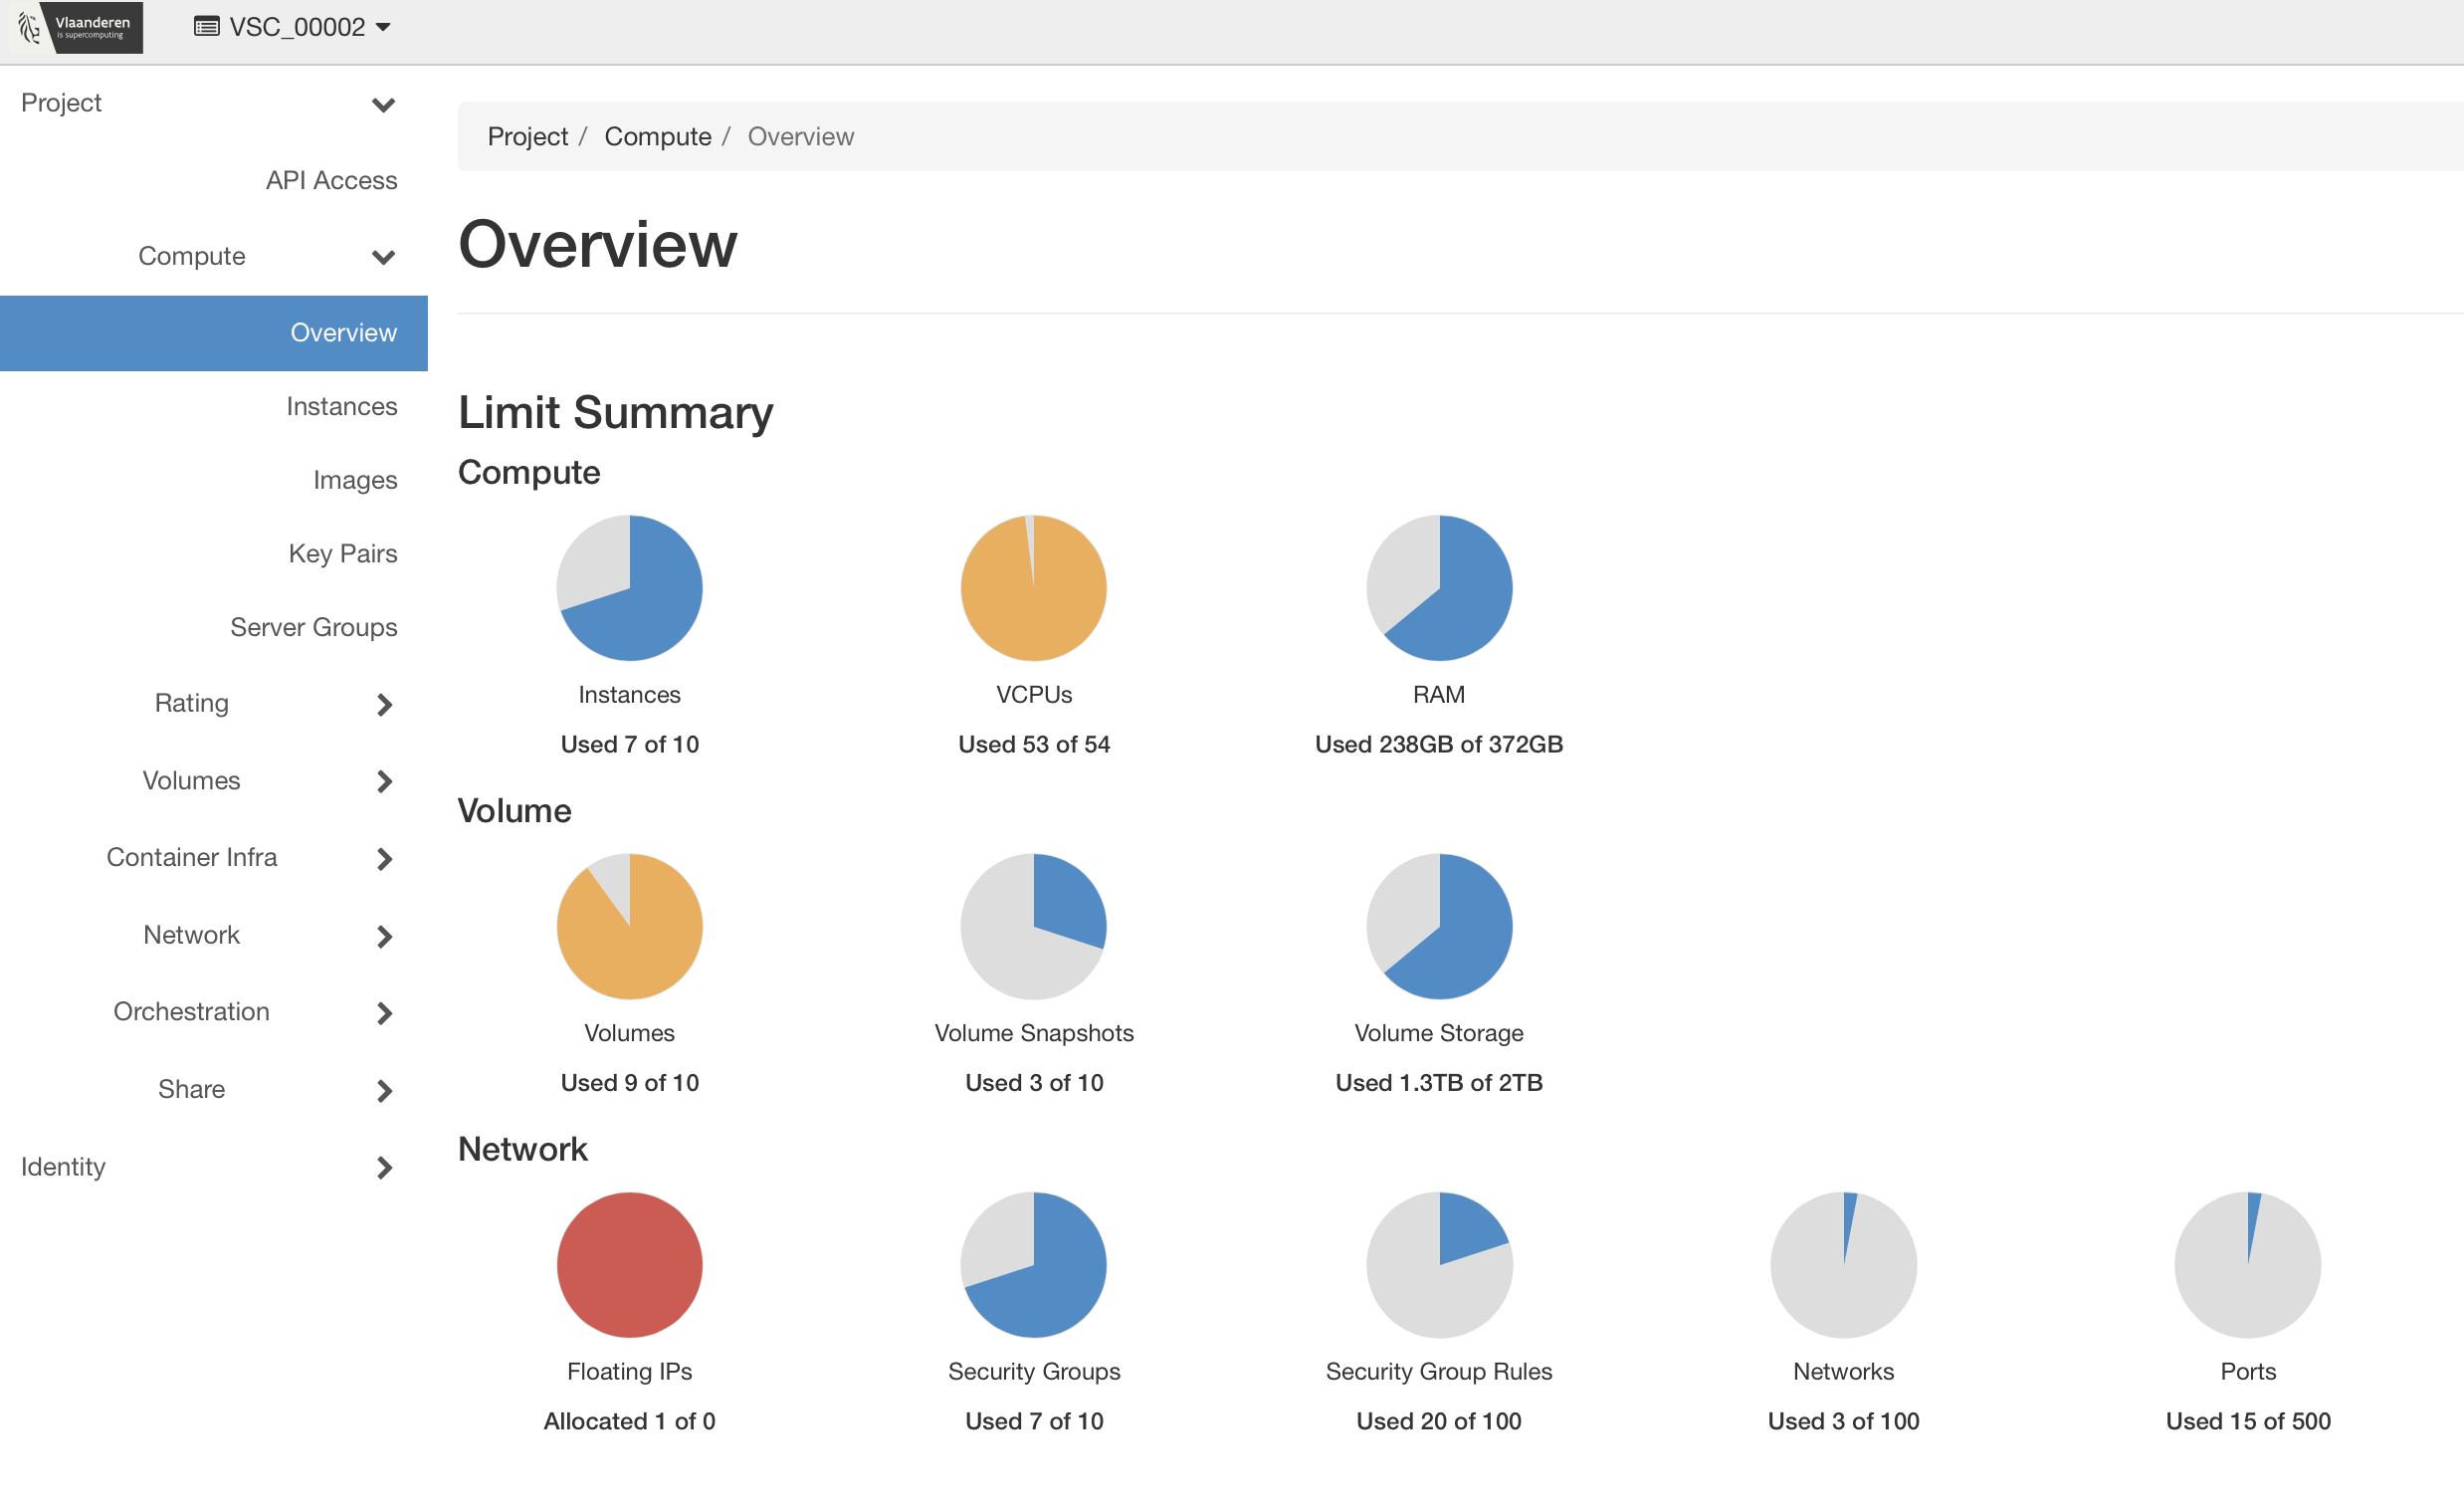 Vlaanderen
is supercomputing
VSC_00002
Project
API Access
Compute
Overview
Instances
Images
Key Pairs
Server Groups
Rating
Volumes
Container Infra
Network
Orchestration
Share
Identity
Project / Compute / Overview
Overview
Limit Summary
Compute
Instances
Used 7 of 10
VCPUs
Used 53 of 54
RAM
Used 238GB of 372GB
Volume
Volumes
Used 9 of 10
Volume Snapshots
Used 3 of 10
Volume Storage
Used 1.3TB of 2TB
Network
Floating IPs
Allocated 1 of 0
Security Groups
Used 7 of 10
Security Group Rules
Used 20 of 100
Networks
Used 3 of 100
Ports
Used 15 of 500